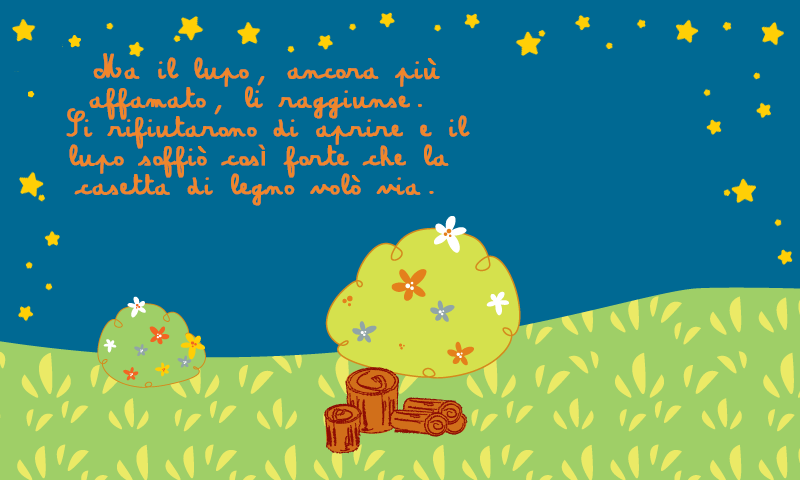 Ma il lupo, ancora più
affamato, li raggiunse.
Si rifiutarono di aprire e il
lupo soffiò così forte che la
casetta di legno volò via.